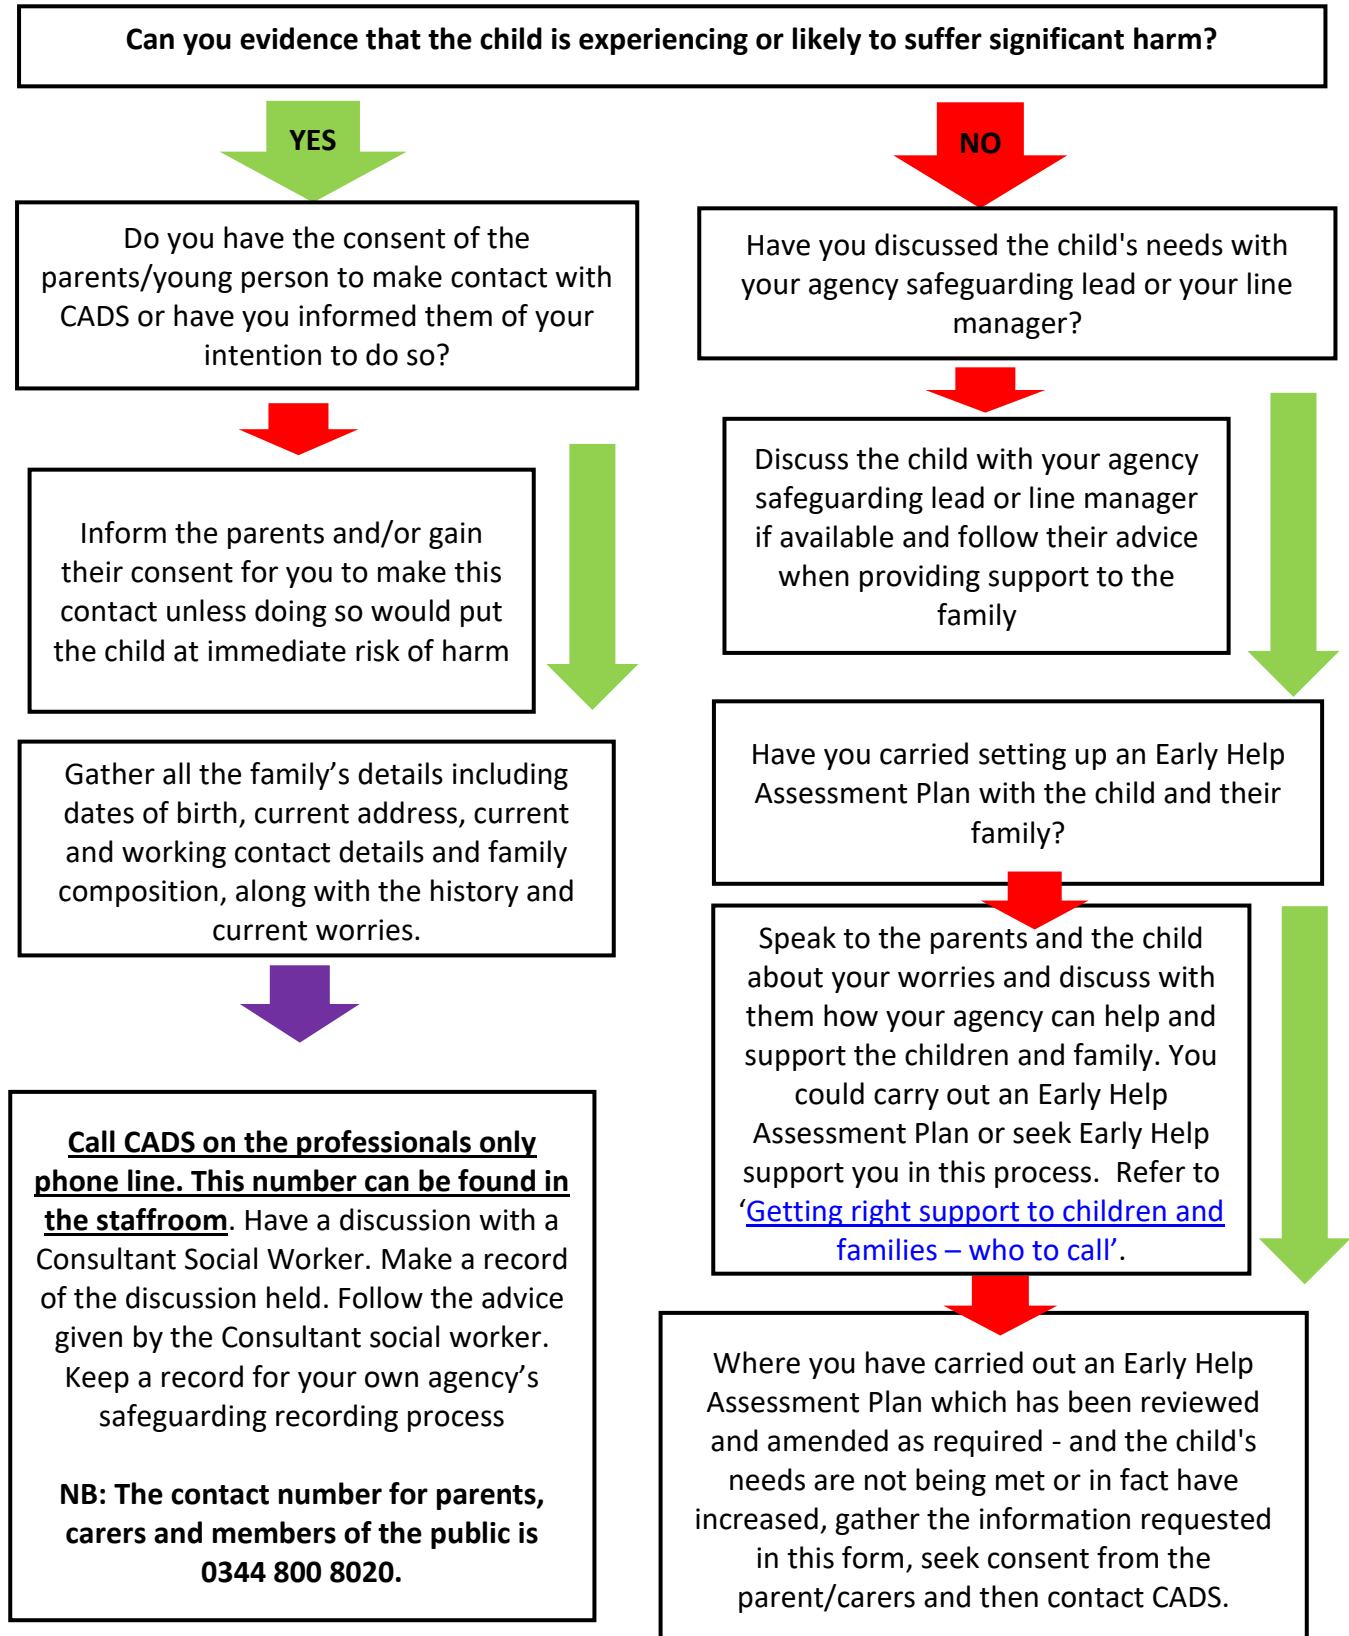 Can you evidence that the child is experiencing or likely to suffer significant harm?
YES
NO
Do you have the consent of the
parents/young person to make contact with
CADS or have you informed them of your
intention to do so?
Have you discussed the child's needs with
your agency safeguarding lead or your line
manager?
Inform the parents and/or gain
their consent for you to make this
contact unless doing so would put
the child at immediate risk of harm
Discuss the child with your agency
safeguarding lead or line manager
if available and follow their advice
when providing support to the
family
Gather all the family’s details including
dates of birth, current address, current
and working contact details and family
composition, along with the history and
current worries.
Have you carried setting up an Early Help
Assessment Plan with the child and their
family?
Speak to the parents and the child
about your worries and discuss with
them how your agency can help and
support the children and family. You
could carry out an Early Help
Assessment Plan or seek Early Help
support you in this process.  Refer to
‘Getting right support to children and
families – who to call’.
Call CADS on the professionals only
phone line. This number can be found in
the staffroom. Have a discussion with a
Consultant Social Worker. Make a record
of the discussion held. Follow the advice
given by the Consultant social worker.
Keep a record for your own agency’s
safeguarding recording process
NB: The contact number for parents,
carers and members of the public is
0344 800 8020.
Where you have carried out an Early Help
Assessment Plan which has been reviewed
and amended as required - and the child's
needs are not being met or in fact have
increased, gather the information requested
in this form, seek consent from the
parent/carers and then contact CADS.